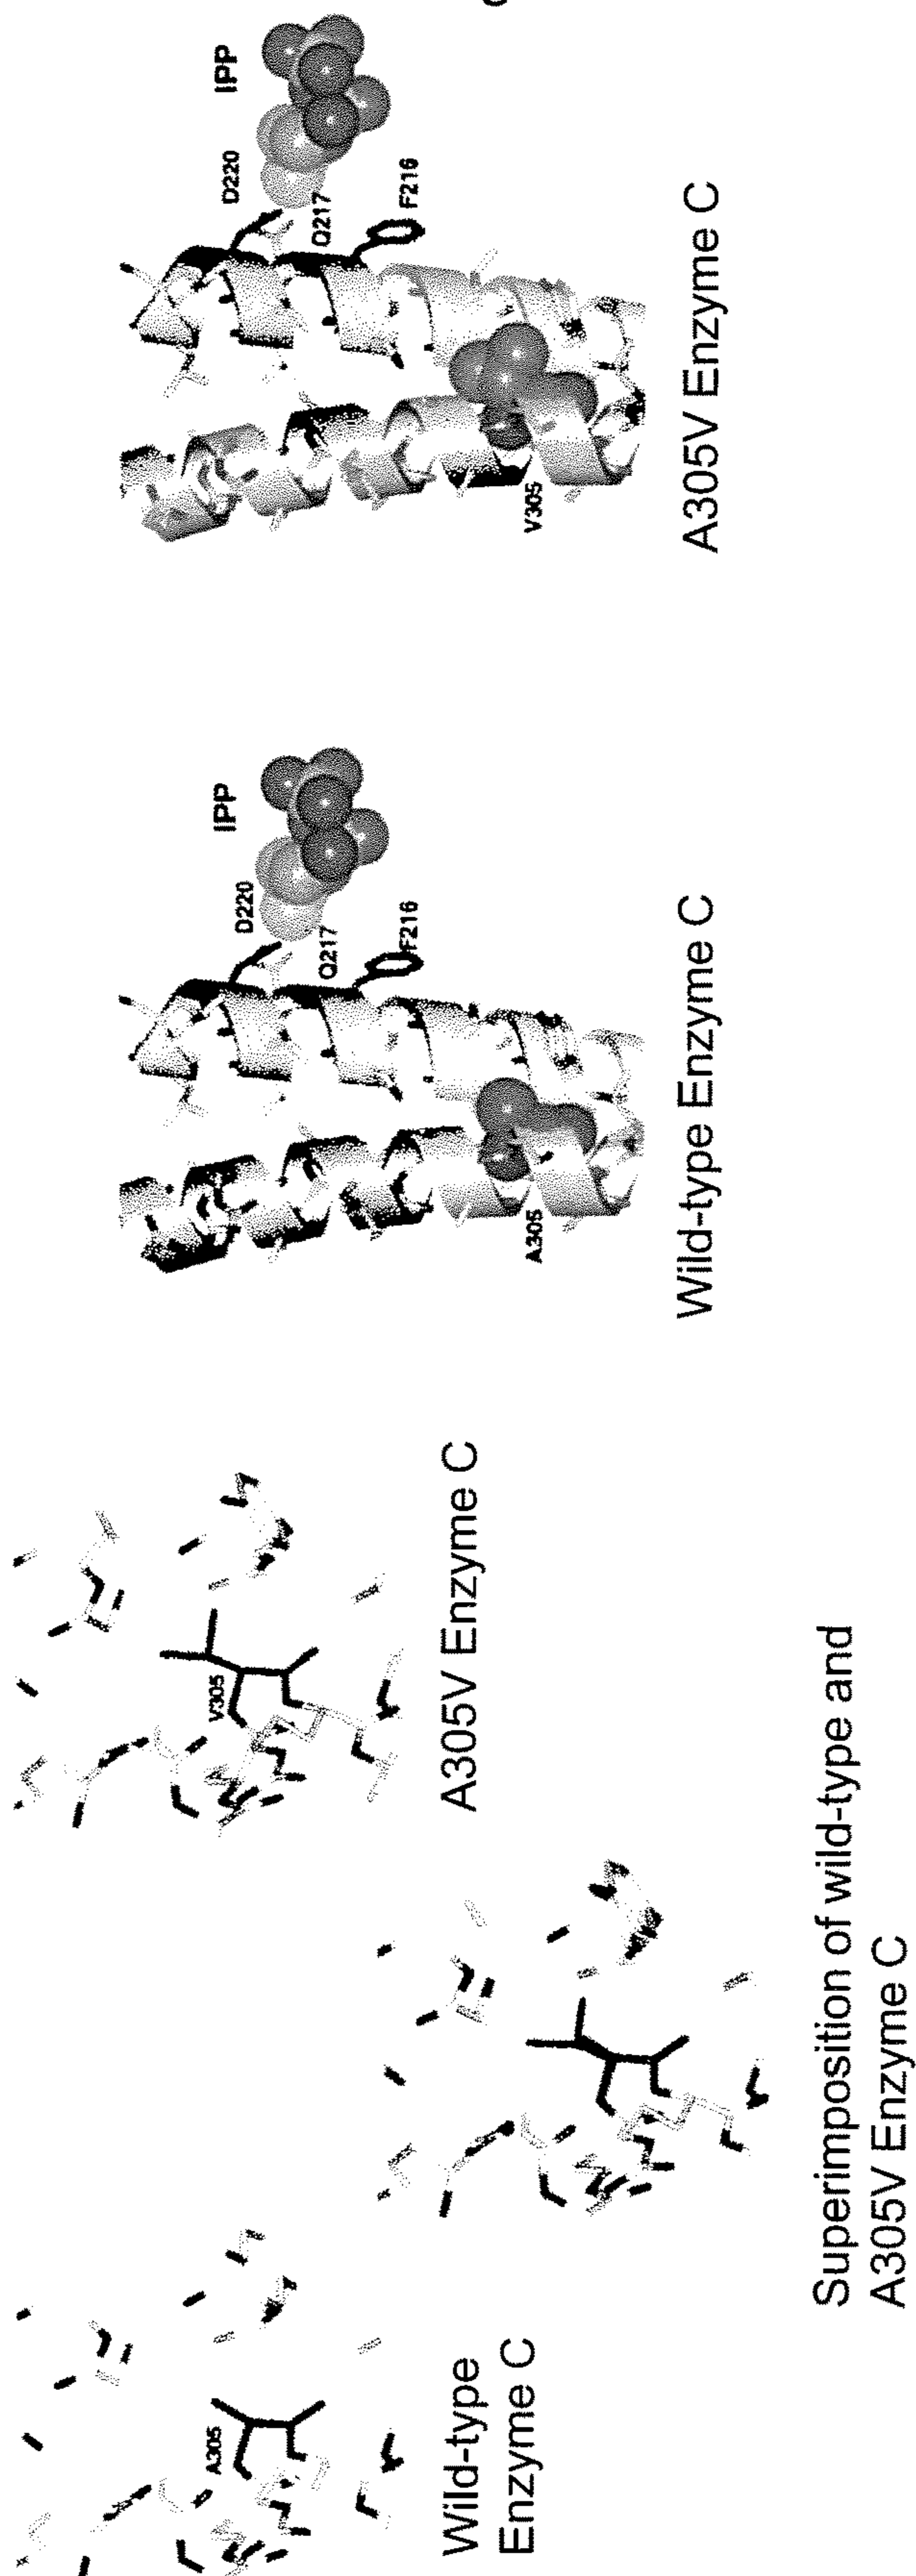 A305
Wild-type
Enzyme C
V305
A305V Enzyme C
Superimposition of wild-type and
A305V Enzyme C
IPP
D220
Q217
F216
A305
Wild-type Enzyme C
IPP
D220
Q217
F216
V305
A305V Enzyme C